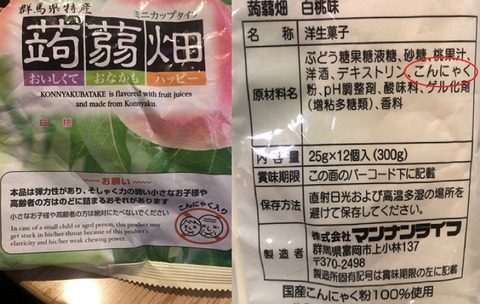 群馬県特産
ミニカップタイプ
蒟蒻畑
おいしくて おなかも ハッピー
KONNYAKUBATAKE is flavored with fruit juices
and made from Konnyaku.
白桃
お願い
本品は弾力性があり、そしゃく力の弱い小さなお子様や
高齢者の方はのどに詰まるおそれがあります
小さなお子様や高齢者の方は絶対にたべないでください
こんにゃく入り
In case of a small child or aged person, this product may
get stuck in his/her throat because of this product's
elasticity and his/her weak chewing power.
蒟蒻畑 白桃味
名称 洋生菓子
原材料名
ぶどう糖果糖液糖、砂糖、桃果汁、
洋酒、デキストリン、こんにゃく
粉、pH調整剤、酸味料、ゲル化剤
(増粘多糖類)、香料
内容量 25g×12個入(300g)
賞味期限 この面のバーコード下に記載
保存方法
直射日光および高温多湿の場所を
避けて保存してください。
製造者
株式会社 マンナンライフ
群馬県富岡市上小林137
〒370-2498
製造所固有記号は賞味期限の左に記載
国産こんにゃく粉100%使用